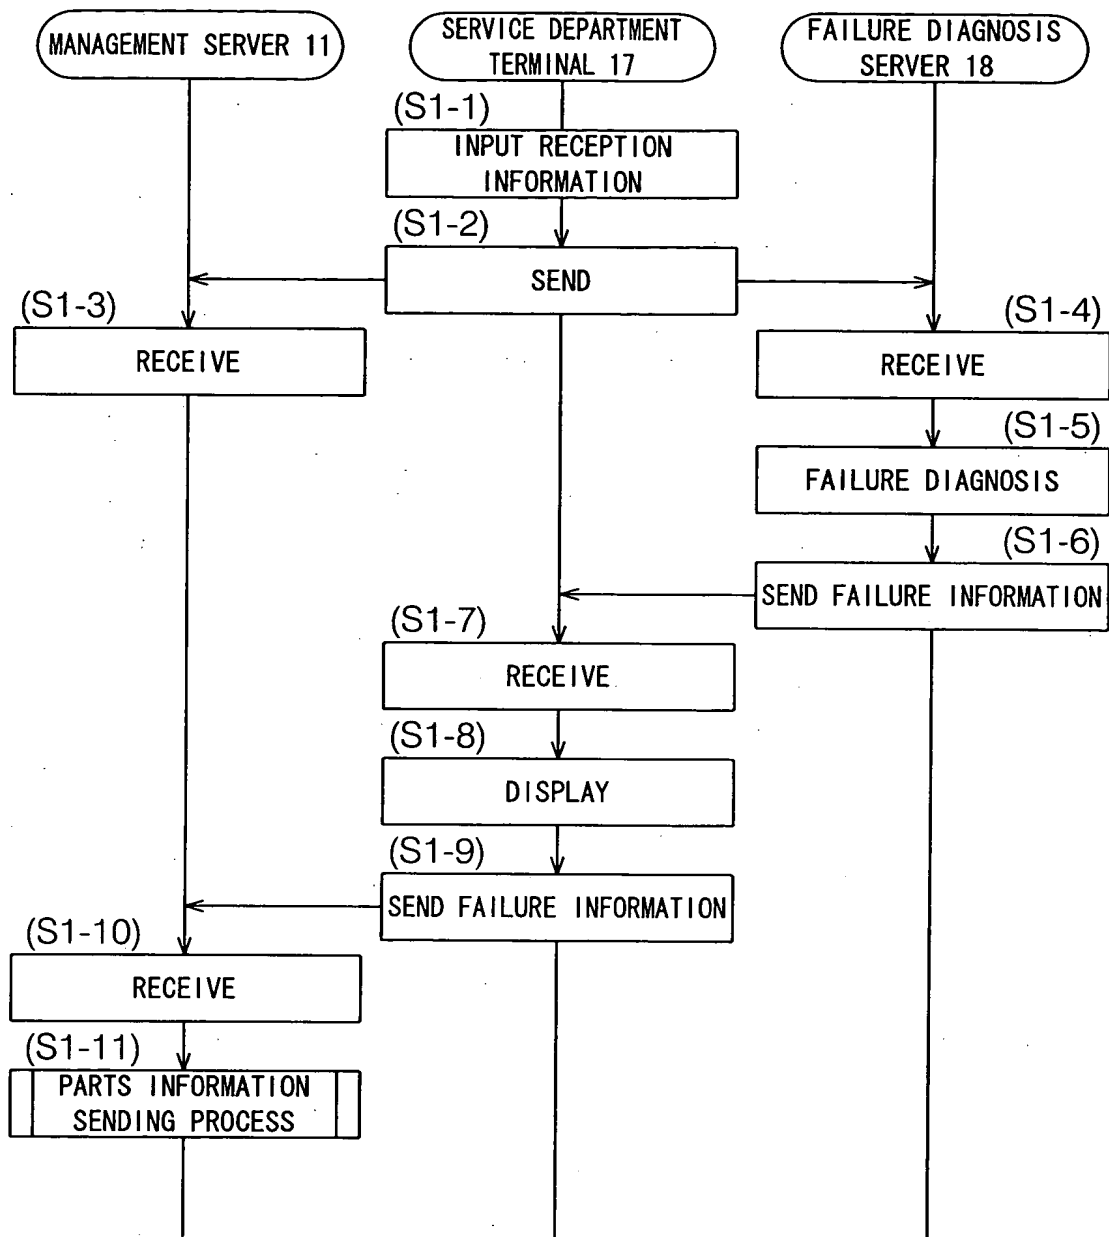 MANAGEMENT SERVER 11
SERVICE DEPARTMENT
TERMINAL 17
FAILURE DIAGNOSIS
SERVER 18
(S1-1)
INPUT RECEPTION
INFORMATION
(S1-2)
SEND
(S1-3)
RECEIVE
(S1-4)
RECEIVE
(S1-5)
FAILURE DIAGNOSIS
(S1-6)
SEND FAILURE INFORMATION
(S1-7)
RECEIVE
(S1-8)
DISPLAY
(S1-9)
SEND FAILURE INFORMATION
(S1-10)
RECEIVE
(S1-11)
PARTS INFORMATION
SENDING PROCESS